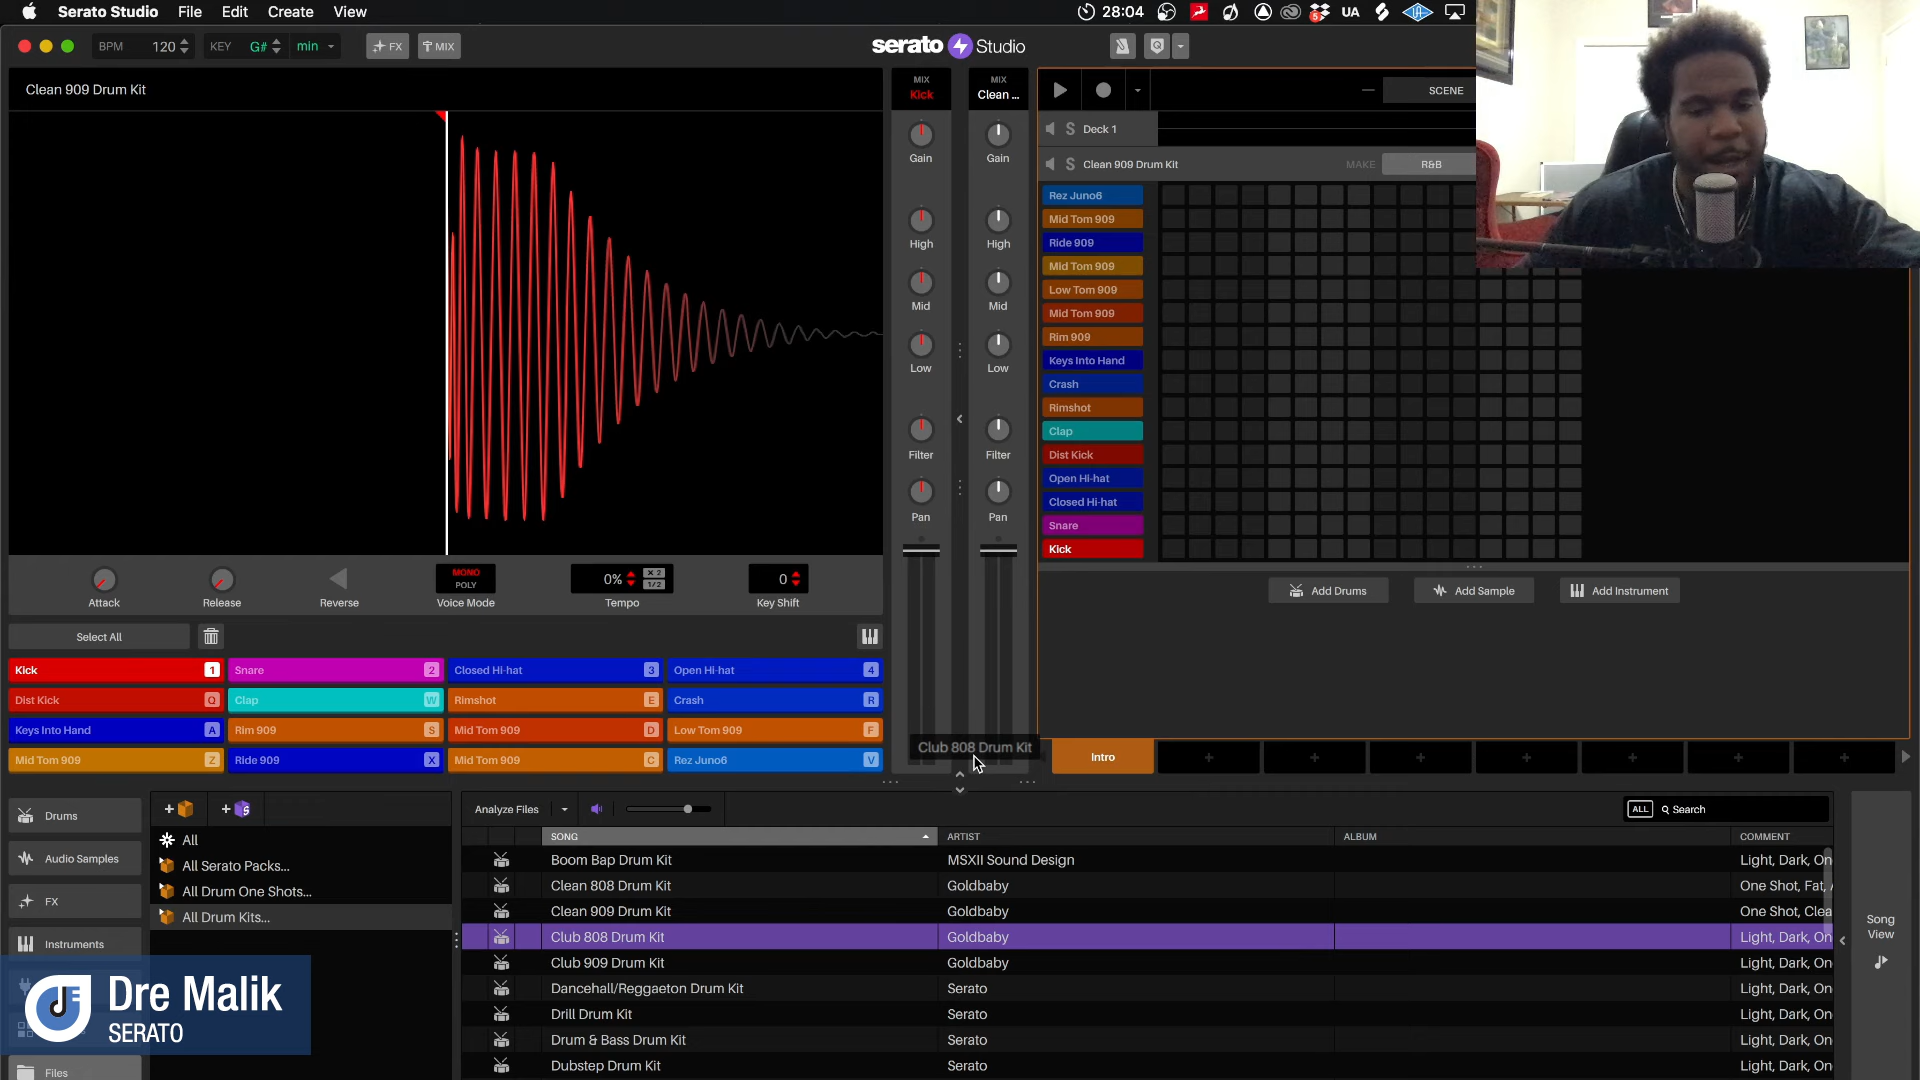 Serato Studio File Edit Create View 28:04 5 UA
BPM 120 KEY G# min FX MIX serato Studio Q
Clean 909 Drum Kit
MIX
Kick
MIX
Clean ...
SCENE
S Deck 1
S Clean 909 Drum Kit MAKE R&B
Gain Gain
High High
Mid Mid
Low Low
Filter Filter
Pan Pan
Rez Juno6
Mid Tom 909
Ride 909
Mid Tom 909
Low Tom 909
Mid Tom 909
Rim 909
Keys Into Hand
Crash
Rimshot
Clap
Dist Kick
Open Hi-hat
Closed Hi-hat
Snare
Kick
Add Drums Add Sample Add Instrument
MONO
POLY
0% X 2
1/2
0
Attack Release Reverse Voice Mode Tempo Key Shift
Select All
Kick 1 Snare 2 Closed Hi-hat 3 Open Hi-hat 4
Dist Kick Q Clap W Rimshot E Crash R
Keys Into Hand A Rim 909 S Mid Tom 909 D Low Tom 909 F
Mid Tom 909 Z Ride 909 X Mid Tom 909 C Rez Juno6 V
Club 808 Drum Kit
Intro + + + + + + +
Drums
Audio Samples
FX
Instruments
Files
+ +
All
All Serato Packs...
All Drum One Shots...
All Drum Kits...
Analyze Files ALL Search
SONG ARTIST ALBUM COMMENT
Boom Bap Drum Kit MSXII Sound Design Light, Dark, On
Clean 808 Drum Kit Goldbaby One Shot, Fat,
Clean 909 Drum Kit Goldbaby One Shot, Clea
Club 808 Drum Kit Goldbaby Light, Dark, On
Club 909 Drum Kit Goldbaby Light, Dark, On
Dancehall/Reggaeton Drum Kit Serato Light, Dark, On
Drill Drum Kit Serato Light, Dark, On
Drum & Bass Drum Kit Serato Light, Dark, On
Dubstep Drum Kit Serato Light, Dark, On
Song
View
Dre Malik
SERATO